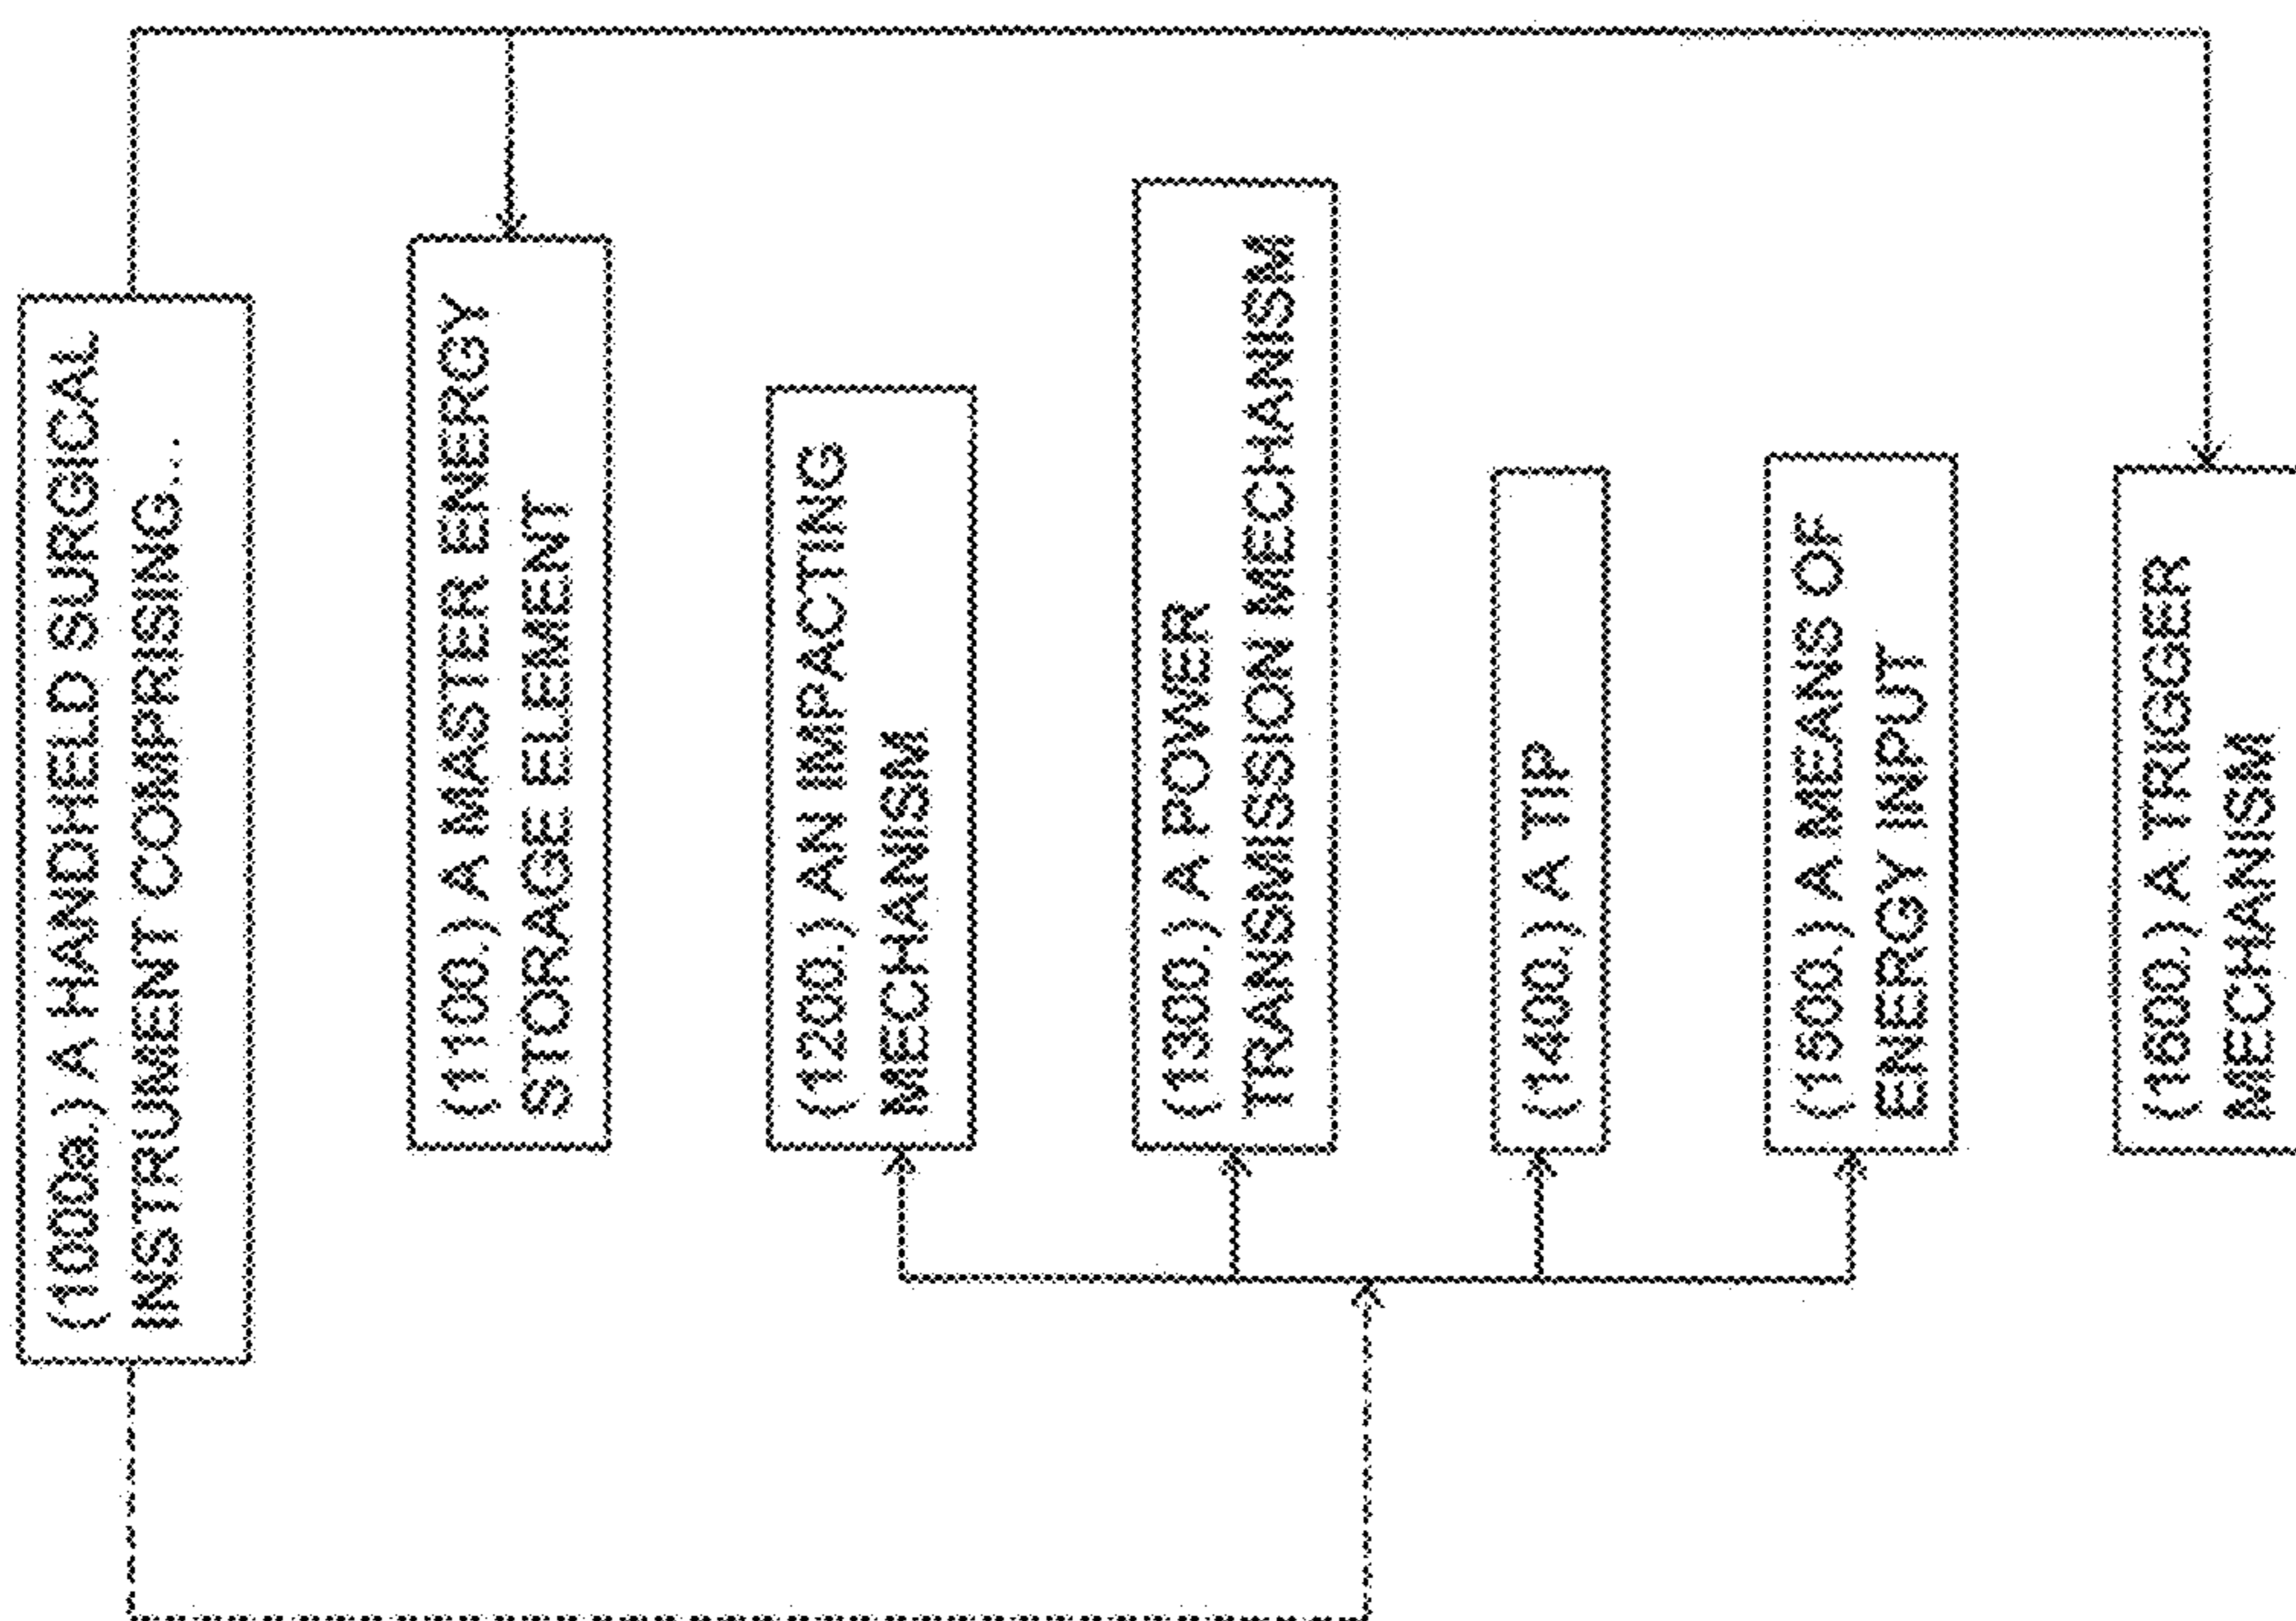 (1000a.) A HANDHELD SURGICAL
INSTRUMENT COMPRISING...
(1100.) A MASTER ENERGY
STORAGE ELEMENT
(1200.) AN IMPACTING
MECHANISM
(1300.) A POWER
TRANSMISSION MECHANISM
(1400.) A TIP
(1500.) A MEANS OF
ENERGY INPUT
(1600.) A TRIGGER
MECHANISM